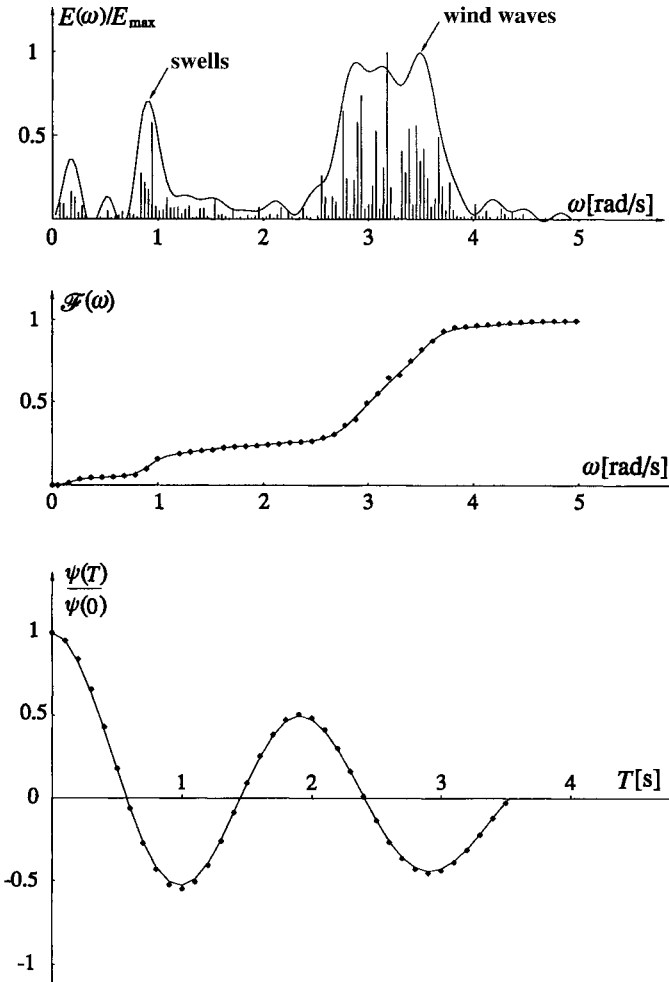 E(ω)/E_max
wind waves
swells
1
0.5
ω[rad/s]
0 1 2 3 4 5
ℱ(ω)
1
0.5
ω[rad/s]
0 1 2 3 4 5
ψ(T)
ψ(0)
1
0.5
1 2 3 4 T[s]
0
-0.5
-1